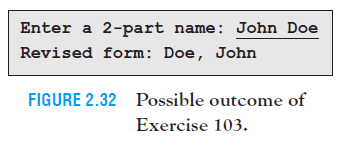 Enter a 2-part name: John Doe
Revised form: Doe, John
FIGURE 2.32 Possible outcome of
Exercise 103.